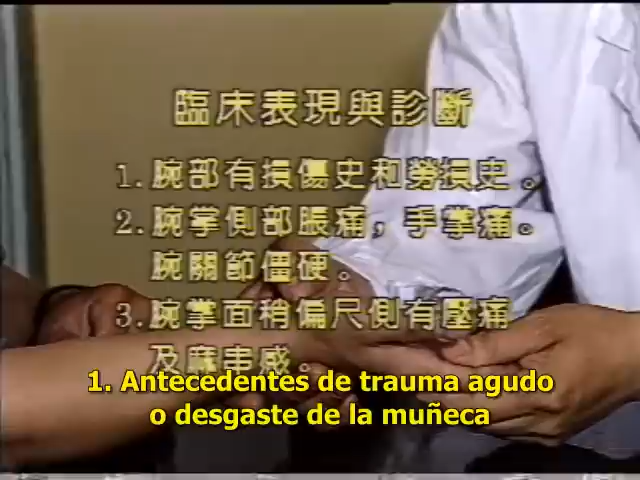 臨床表現與診斷
1.腕部有損傷史和勞損史。
2.腕掌側部脹痛，手掌痛。
腕關節僵硬。
3.腕掌面稍偏尺側有壓痛
及麻串感。
1. Antecedentes de trauma agudo
o desgaste de la muñeca